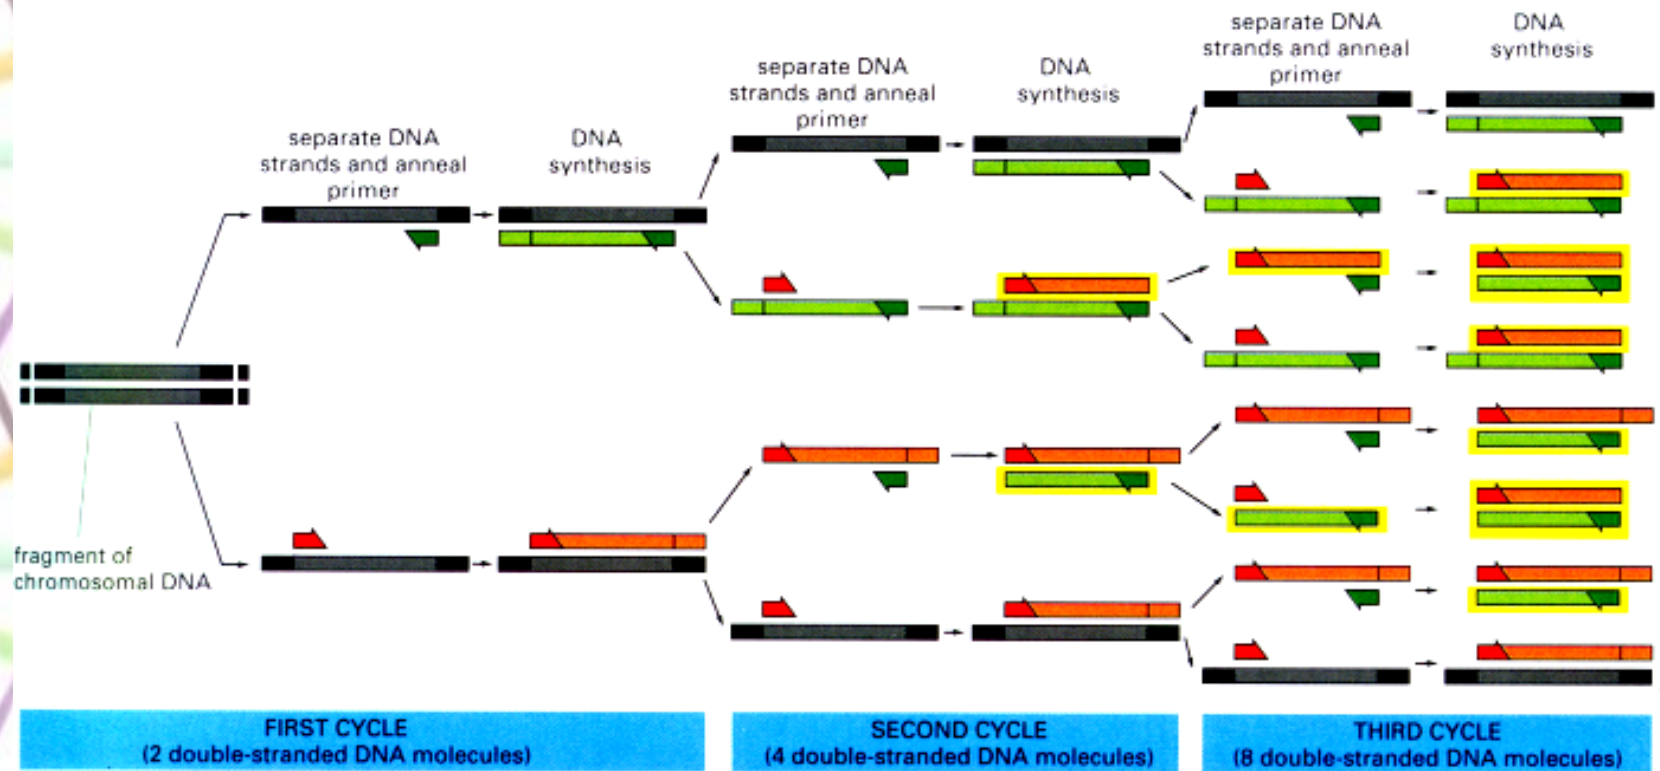 separate DNA
strands and anneal
primer
DNA
synthesis
separate DNA
strands and anneal
primer
DNA
synthesis
separate DNA
strands and anneal
primer
DNA
synthesis
fragment of
chromosomal DNA
FIRST CYCLE
(2 double-stranded DNA molecules)
SECOND CYCLE
(4 double-stranded DNA molecules)
THIRD CYCLE
(8 double-stranded DNA molecules)